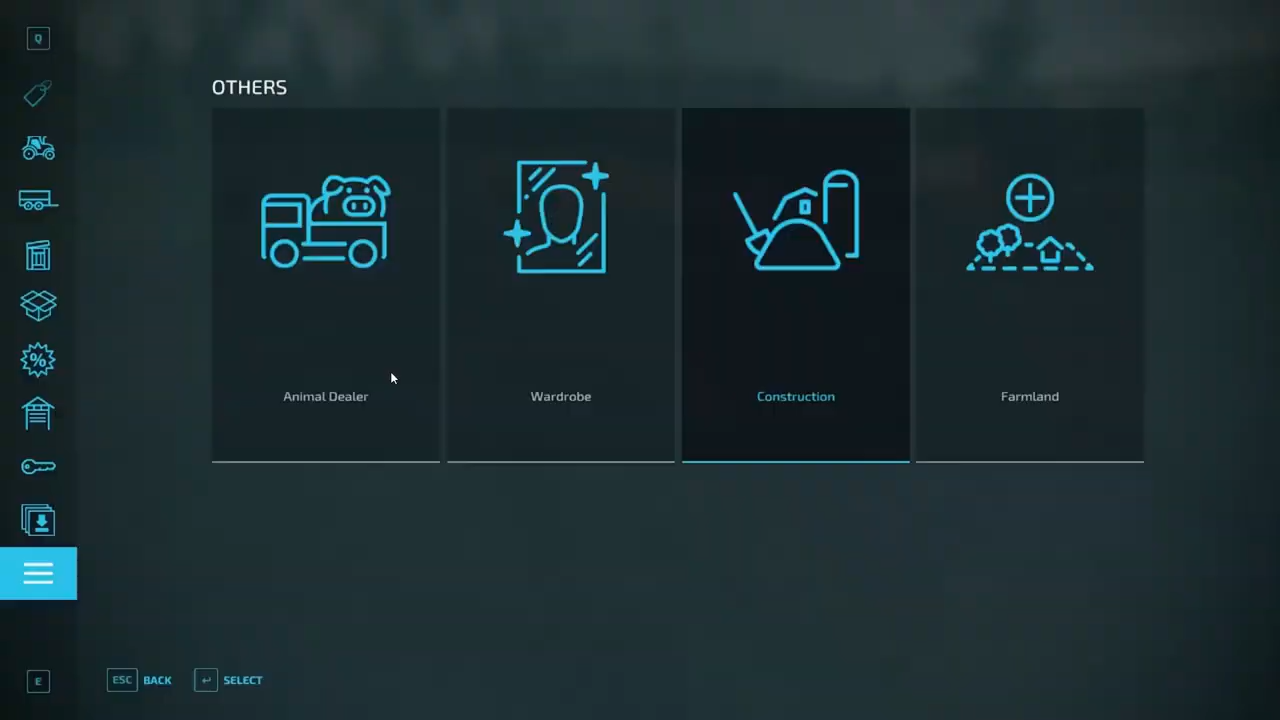 Q
OTHERS
%
Animal Dealer
Wardrobe
Construction
Farmland
E
ESC BACK ↵ SELECT